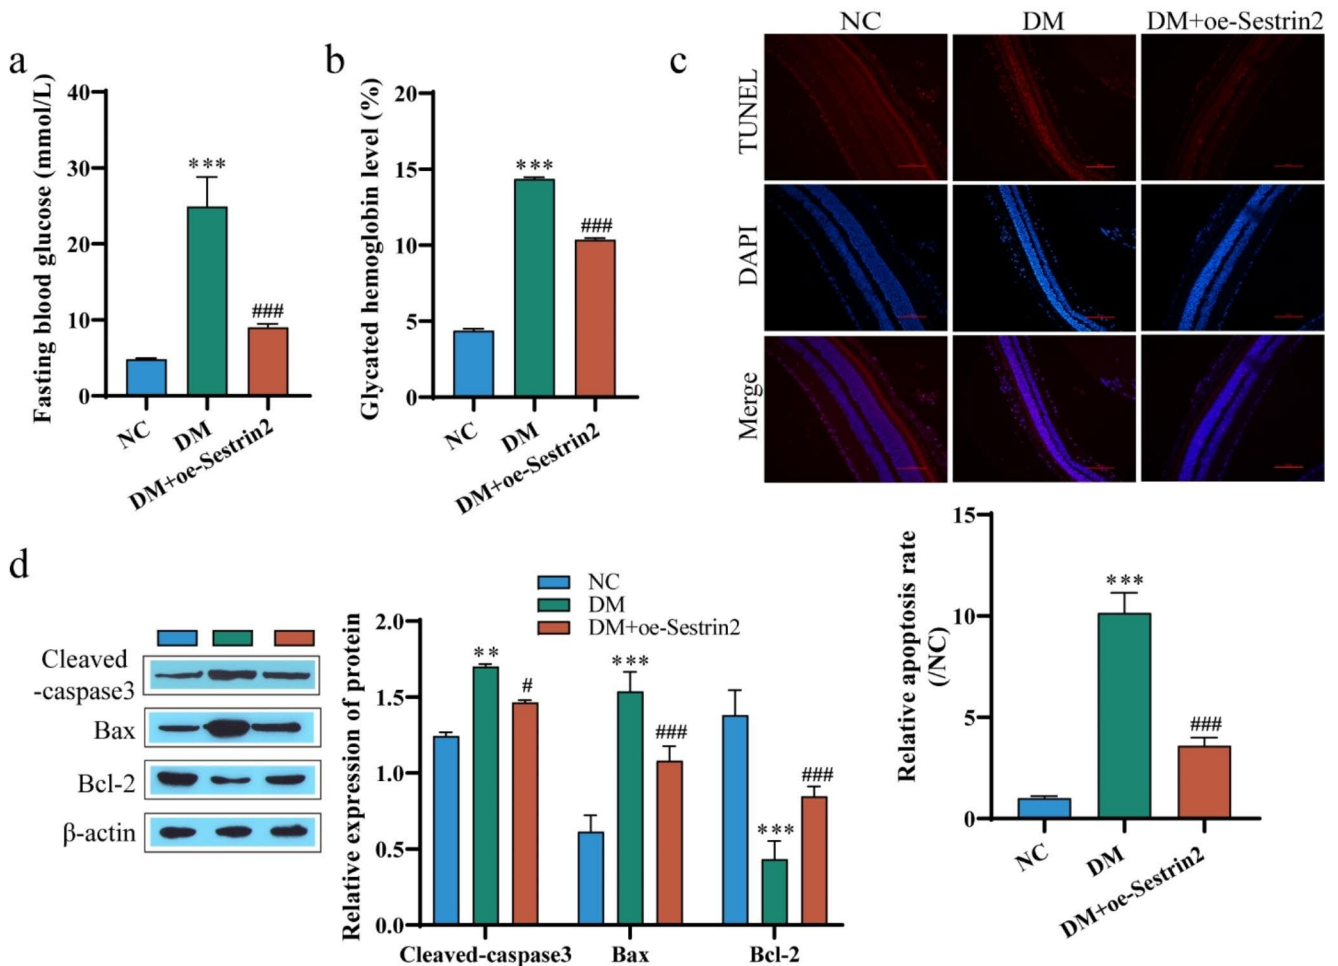 a
Fasting blood glucose (mmol/L)
40
30
20
10
0
***
###
NC
DM
DM+oe-Sestrin2
b
Glycated hemoglobin level (%)
20
15
10
5
0
***
###
NC
DM
DM+oe-Sestrin2
c
NC DM DM+oe-Sestrin2
TUNEL
DAPI
Merge
Relative apoptosis rate
(/NC)
15
10
5
0
***
###
NC
DM
DM+oe-Sestrin2
d
Cleaved
-caspase3
Bax
Bcl-2
β-actin
NC
DM
DM+oe-Sestrin2
Relative expression of protein
2.0
1.5
1.0
0.5
0.0
**
#
***
###
***
###
Cleaved-caspase3 Bax Bcl-2